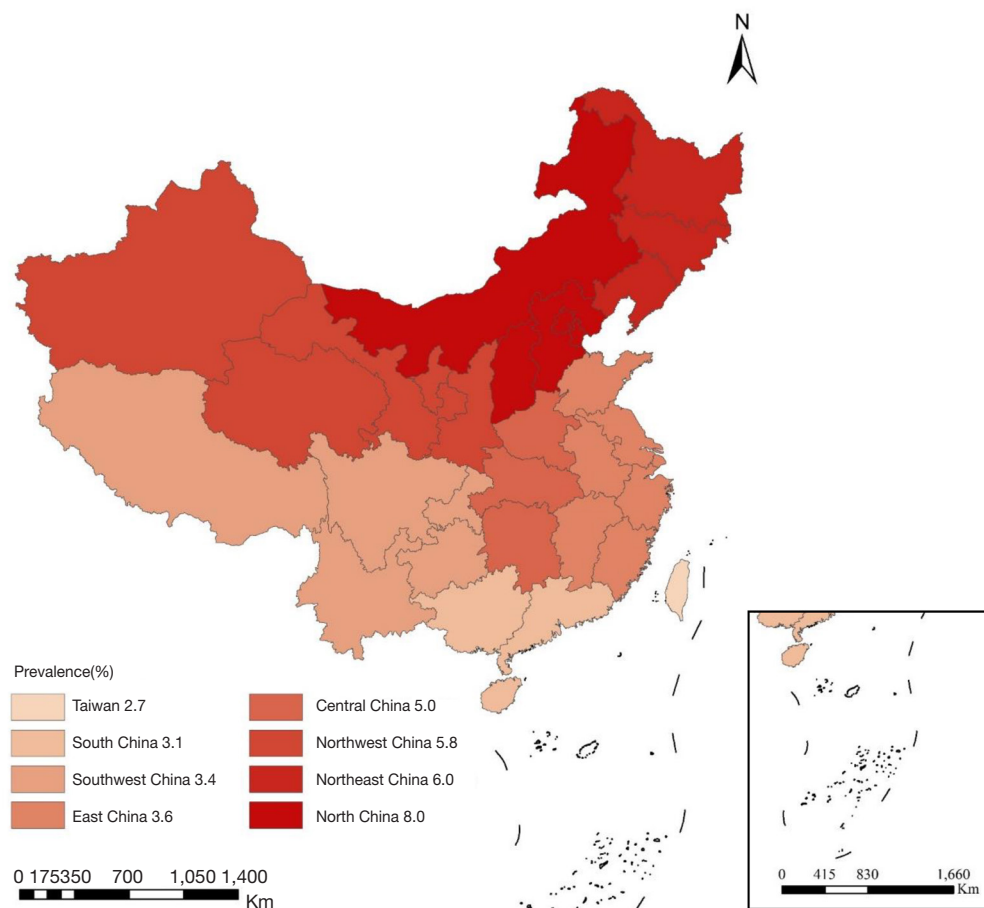 N
Prevalence(%)
Taiwan 2.7
South China 3.1
Southwest China 3.4
East China 3.6
Central China 5.0
Northwest China 5.8
Northeast China 6.0
North China 8.0
0 175350 700 1,050 1,400
Km
0 415 830 1,660
Km